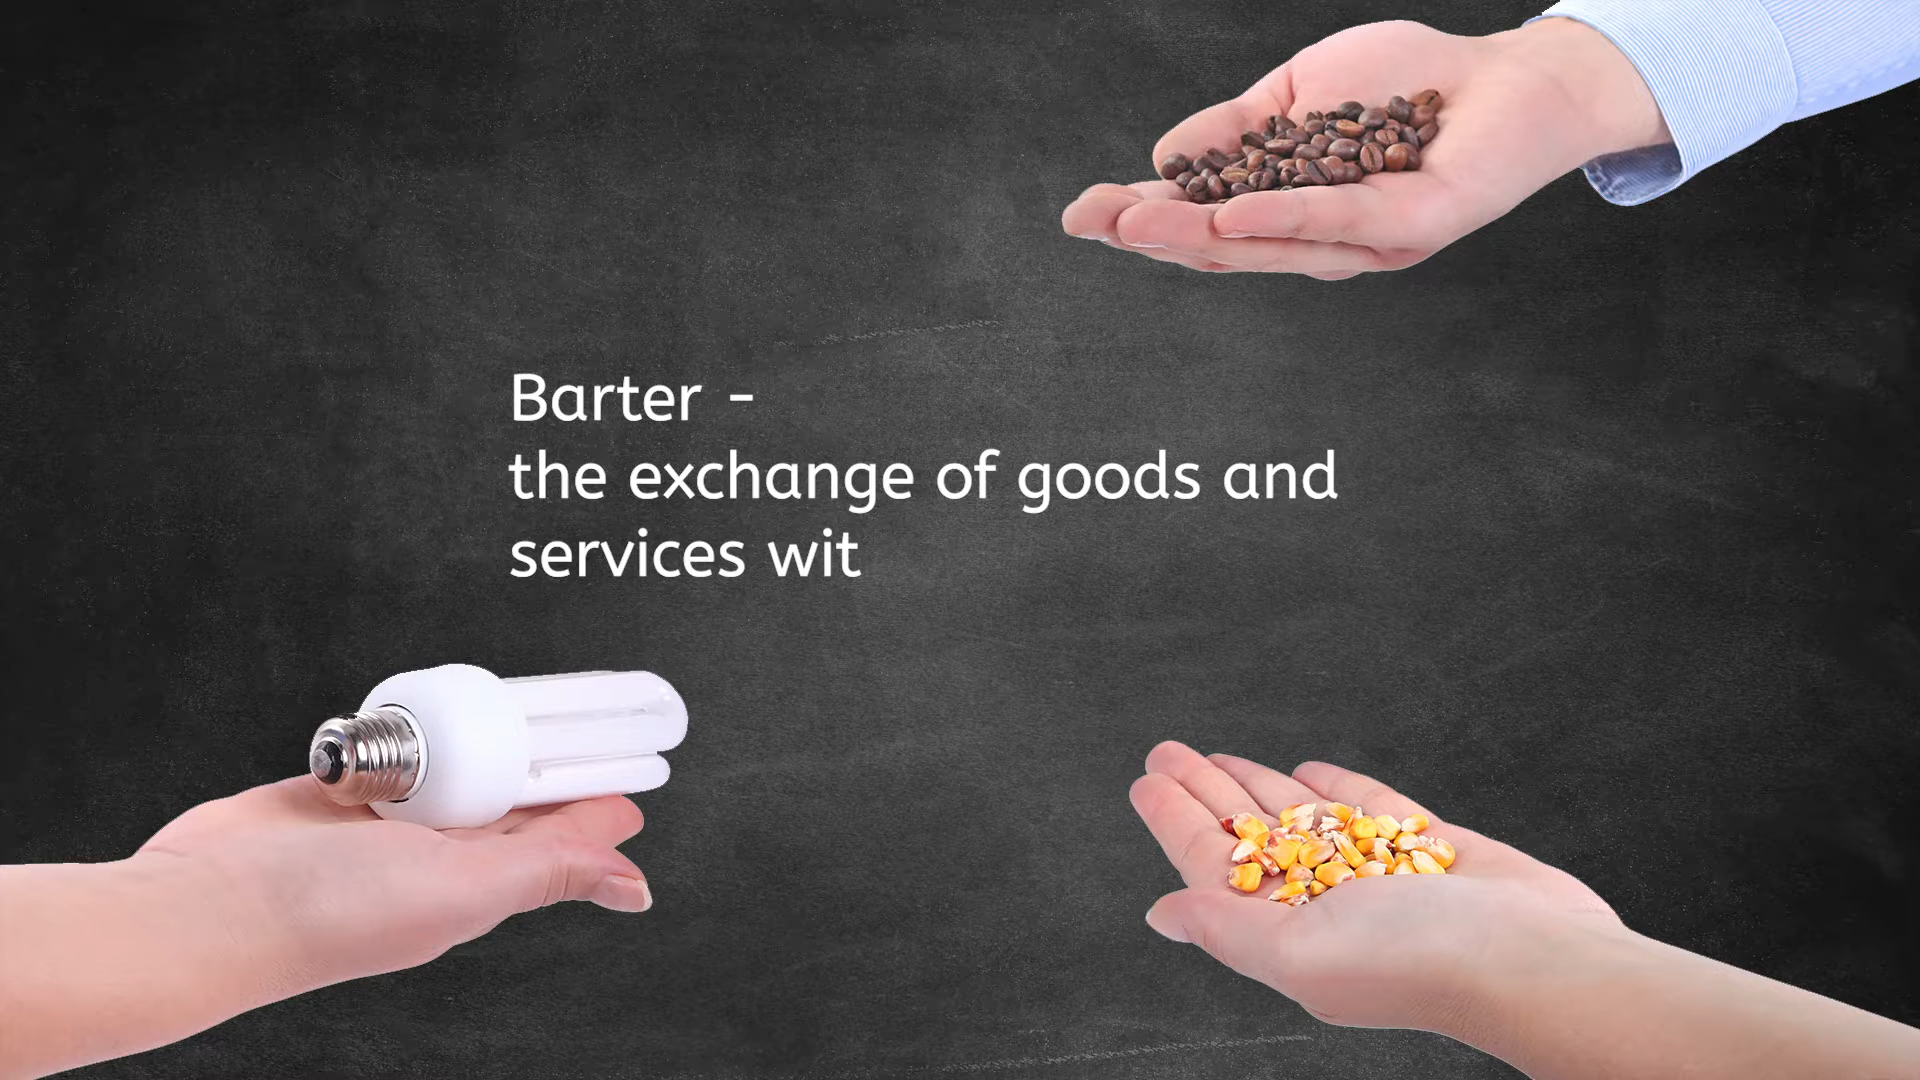 Barter -
the exchange of goods and
services wit